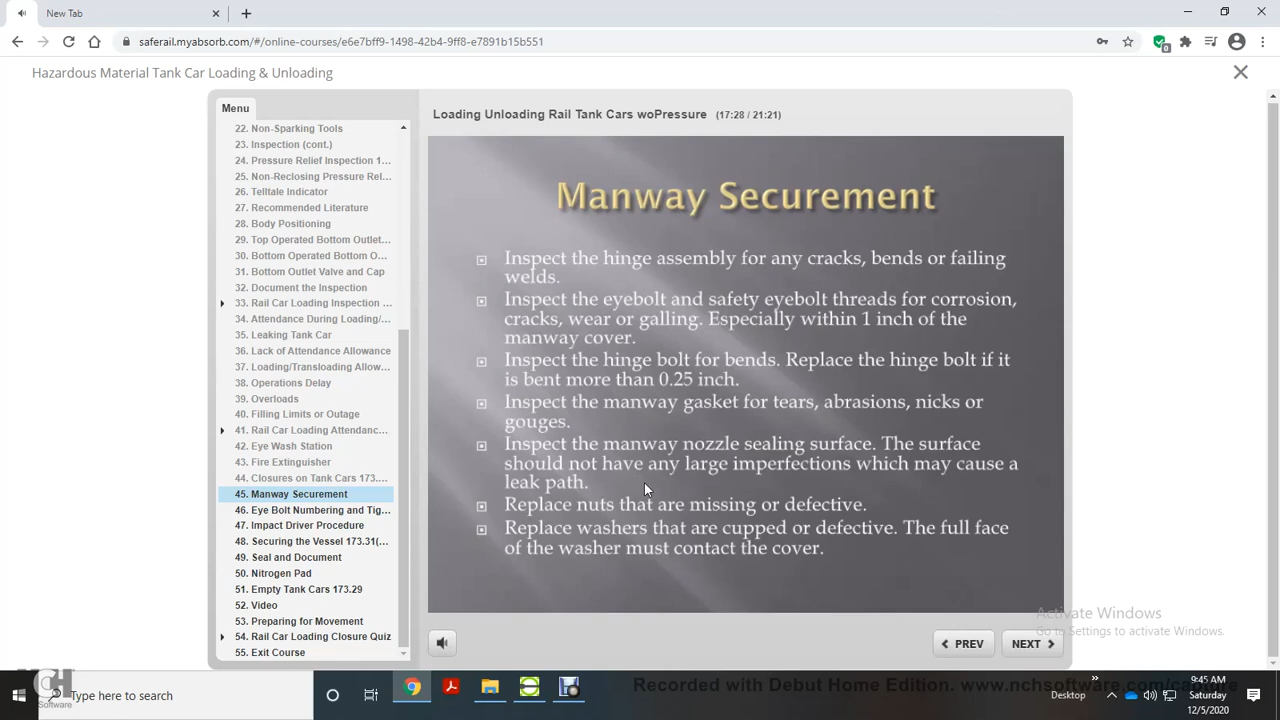 New Tab
saferail.myabsorb.com/#/online-courses/e6e7bff9-1498-42b4-9ff8-e7891b15b551
Hazardous Material Tank Car Loading & Unloading
Menu
22. Non-Sparking Tools
23. Inspection (cont.)
24. Pressure Relief Inspection 1...
25. Non-Reclosing Pressure Rel...
26. Telltale Indicator
27. Recommended Literature
28. Body Positioning
29. Top Operated Bottom Outlet...
30. Bottom Operated Bottom O...
31. Bottom Outlet Valve and Cap
32. Document the Inspection
33. Rail Car Loading Inspection ...
34. Attendance During Loading/...
35. Leaking Tank Car
36. Lack of Attendance Allowance
37. Loading/Transloading Allow...
38. Operations Delay
39. Overloads
40. Filling Limits or Outage
41. Rail Car Loading Attendanc...
42. Eye Wash Station
43. Fire Extinguisher
44. Closures on Tank Cars 173....
45. Manway Securement
46. Eye Bolt Numbering and Tig...
47. Impact Driver Procedure
48. Securing the Vessel 173.31(...
49. Seal and Document
50. Nitrogen Pad
51. Empty Tank Cars 173.29
52. Video
53. Preparing for Movement
54. Rail Car Loading Closure Quiz
55. Exit Course
Loading Unloading Rail Tank Cars woPressure (17:28 / 21:21)
Manway Securement
Inspect the hinge assembly for any cracks, bends or failing
welds.
Inspect the eyebolt and safety eyebolt threads for corrosion,
cracks, wear or galling. Especially within 1 inch of the
manway cover.
Inspect the hinge bolt for bends. Replace the hinge bolt if it
is bent more than 0.25 inch.
Inspect the manway gasket for tears, abrasions, nicks or
gouges.
Inspect the manway nozzle sealing surface. The surface
should not have any large imperfections which may cause a
leak path.
Replace nuts that are missing or defective.
Replace washers that are cupped or defective. The full face
of the washer must contact the cover.
PREV
NEXT
Activate Windows
Go to Settings to activate Windows.
NCH
Software
Type here to search
Recorded with Debut Home Edition. www.nchsoftware.com/capture
Desktop
9:45 AM
Saturday
12/5/2020